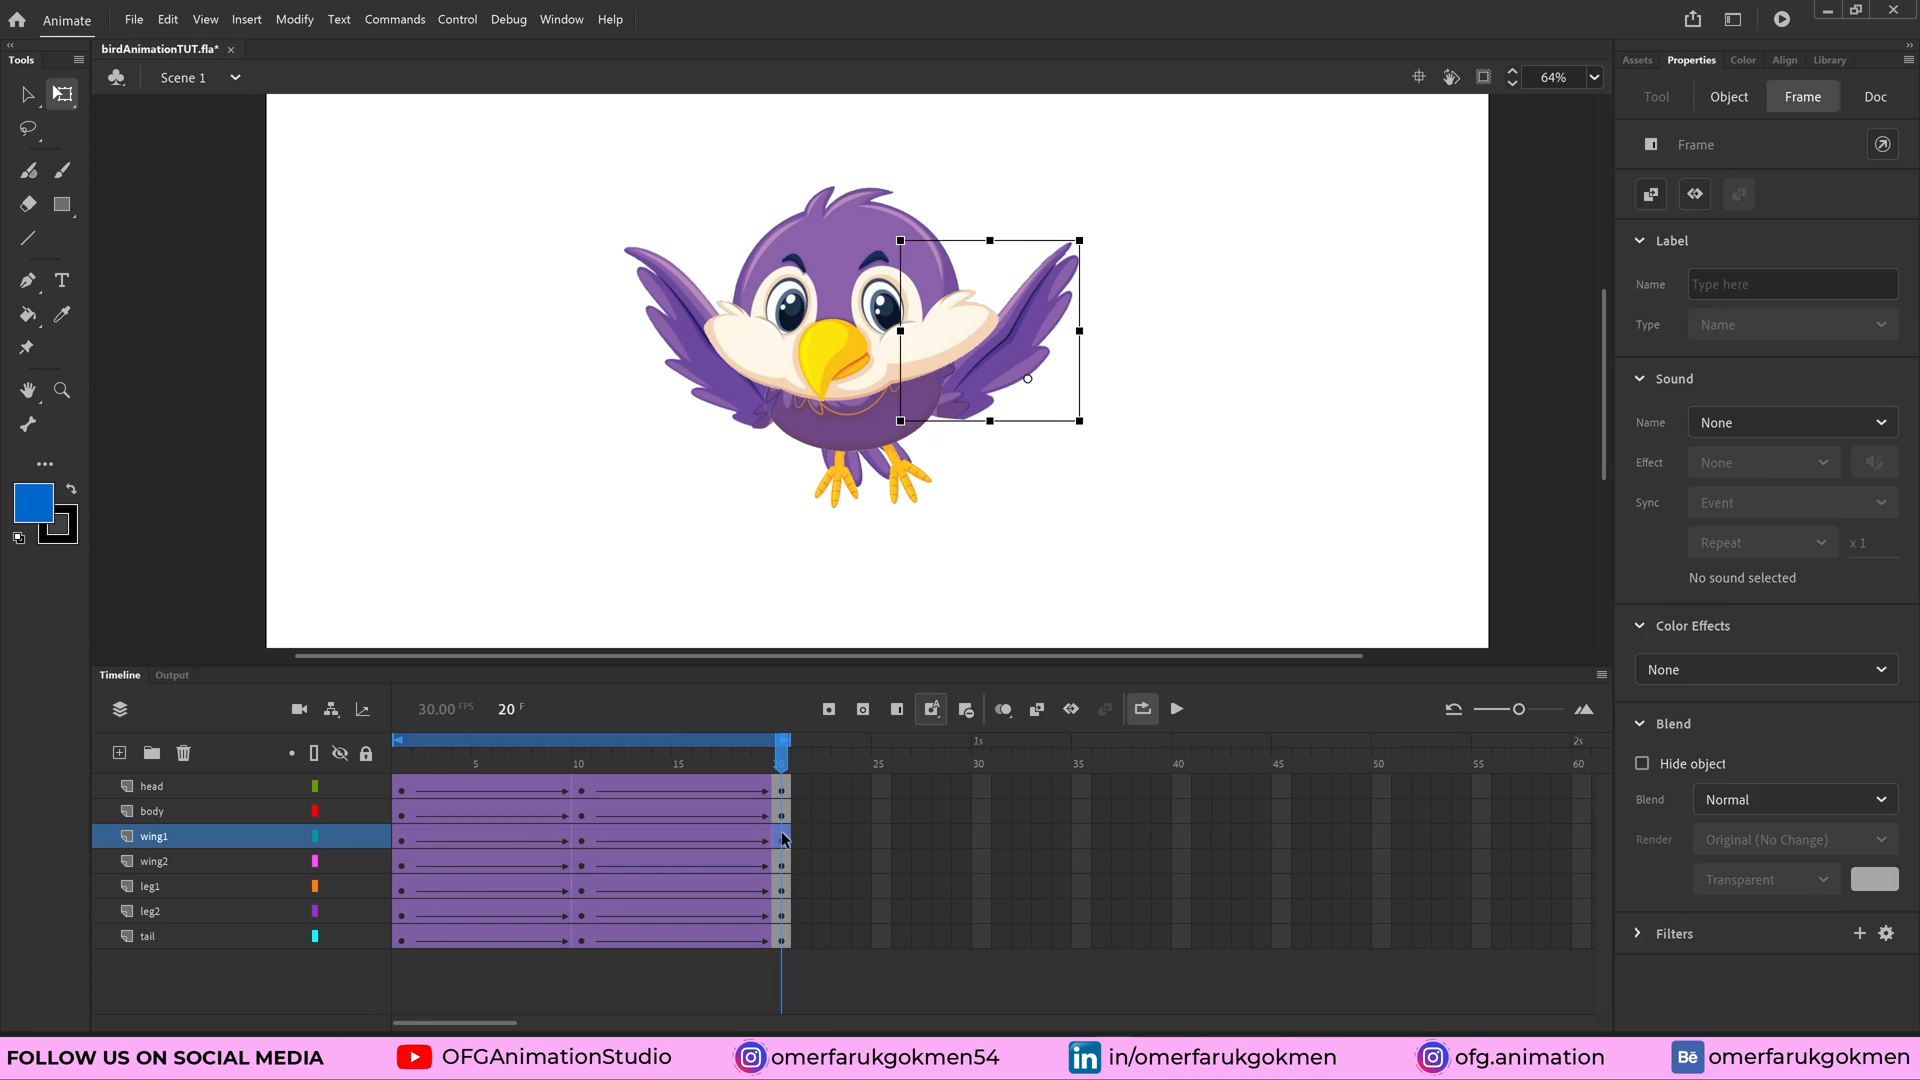 Animate File Edit View Insert Modify Text Commands Control Debug Window Help
birdAnimationTUT.fla*
Tools
Scene 1
64%
Assets Properties Color Align Library
Tool Object Frame Doc
Frame
Label
Name Type here
Type Name
Sound
Name None
Effect None
Sync Event
Repeat x 1
No sound selected
Color Effects
None
Blend
Hide object
Blend Normal
Render Original (No Change)
Transparent
Filters
Timeline Output
30.00 FPS 20 F
1s 2s
5 10 15 20 25 30 35 40 45 50 55 60
head
body
wing1
wing2
leg1
leg2
tail
FOLLOW US ON SOCIAL MEDIA OFGAnimationStudio omerfarukgokmen54 in/omerfarukgokmen ofg.animation Bē omerfarukgokmen